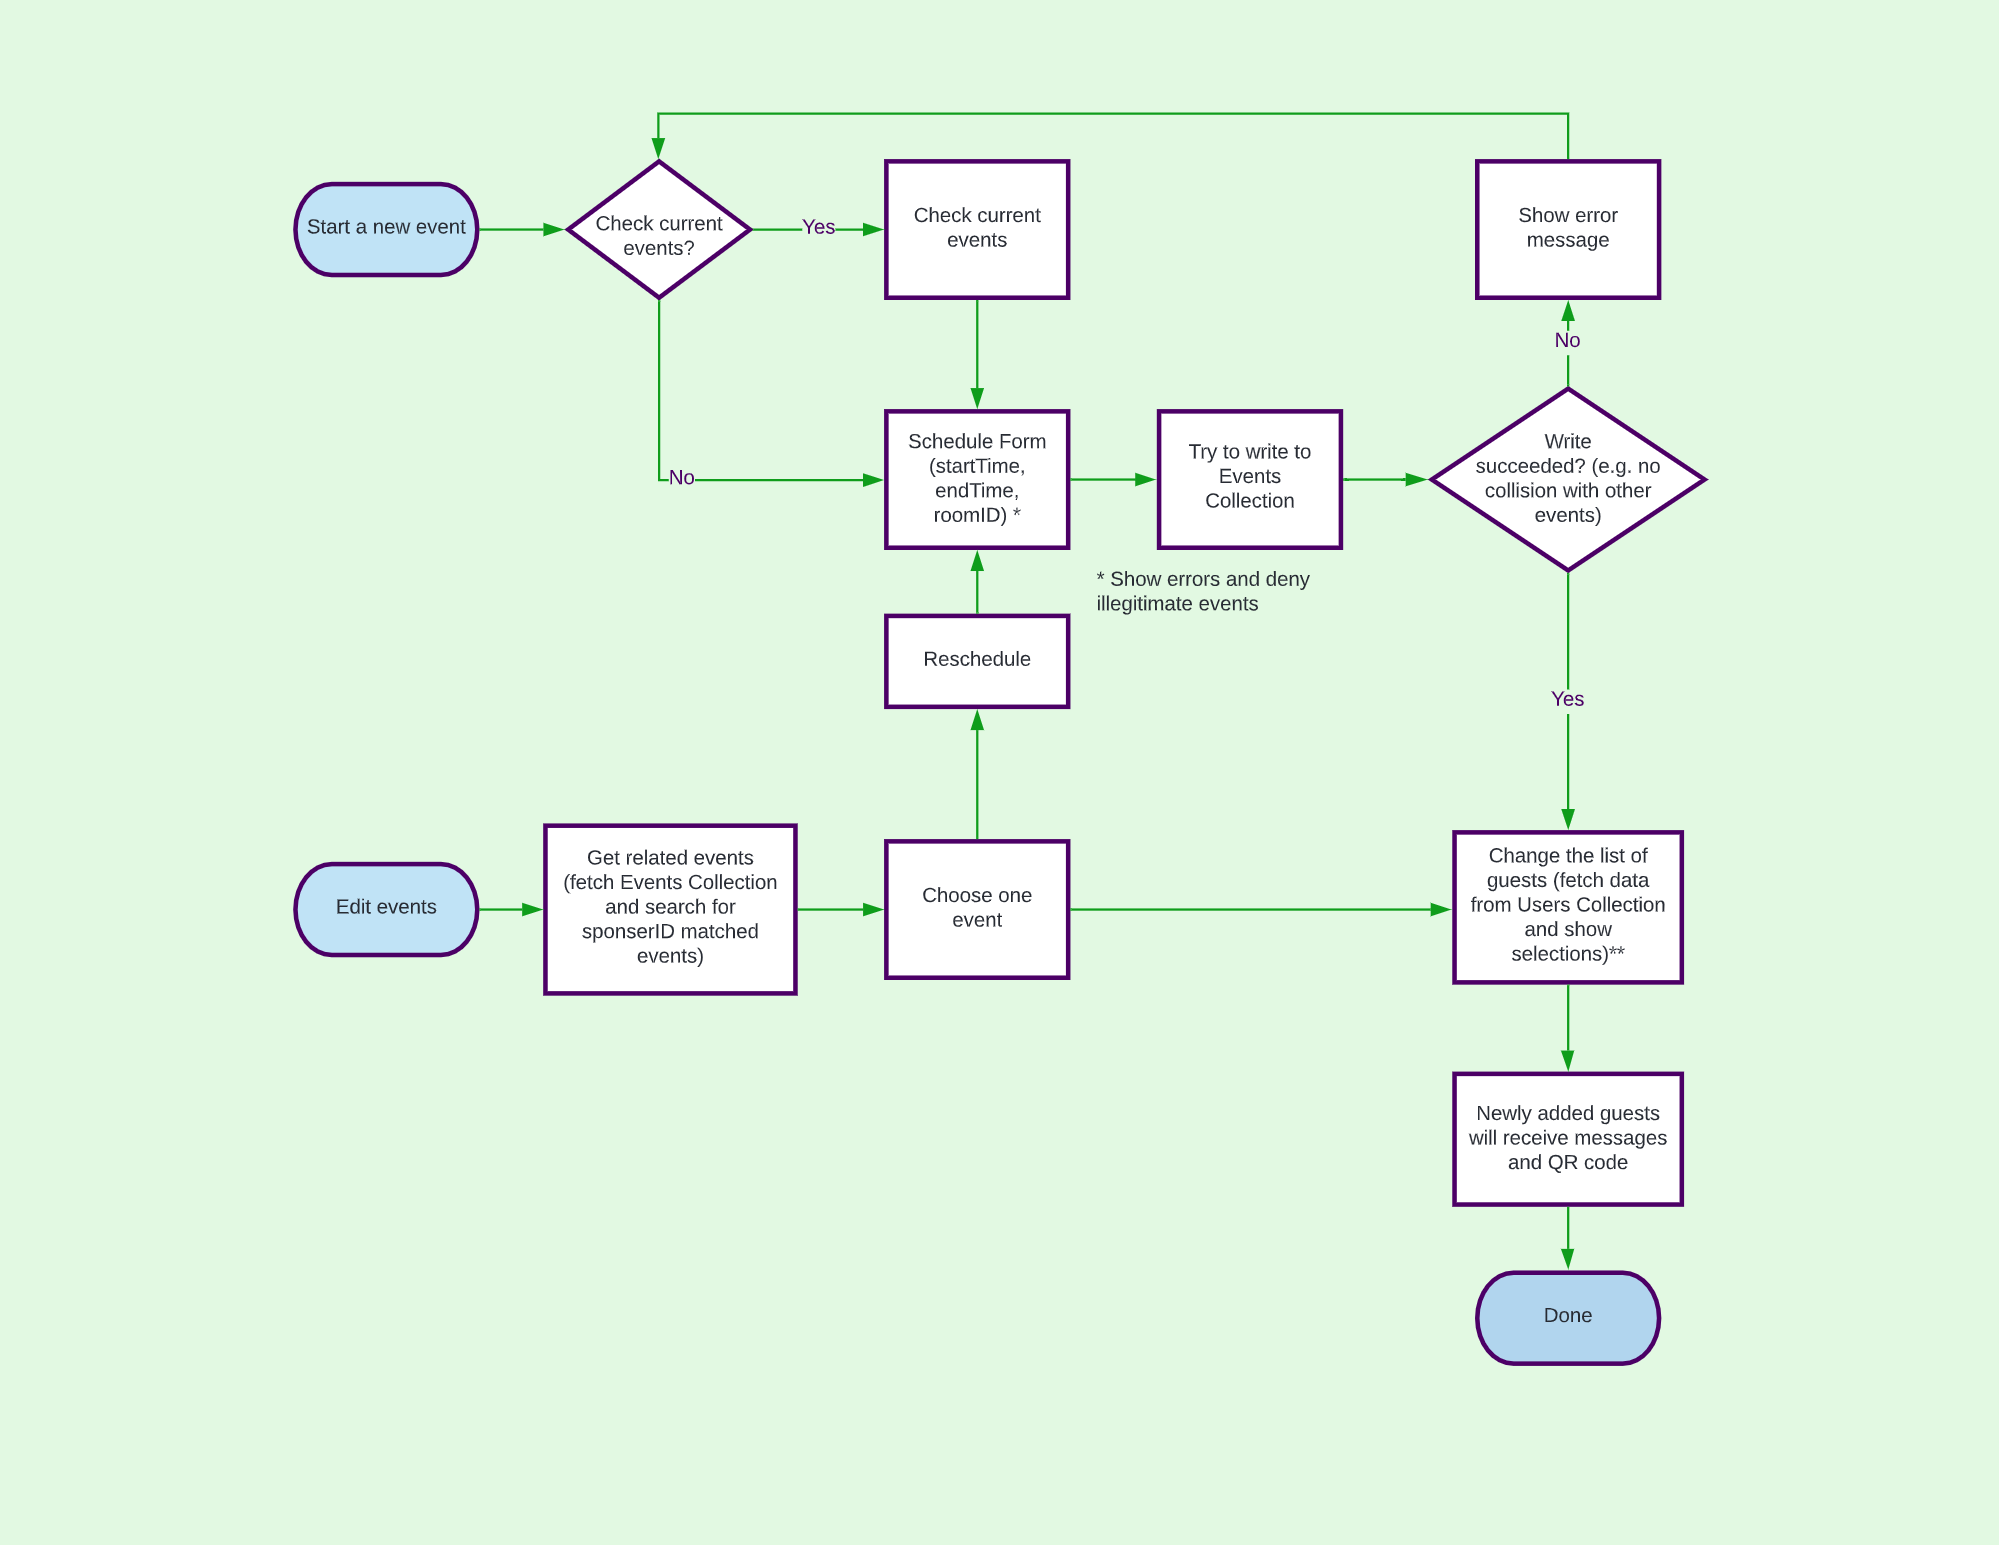 Start a new event
Check current
events?
Yes
Check current
events
Show error
message
No
No
Schedule Form
(startTime,
endTime,
roomID) *
Try to write to
Events
Collection
Write
succeeded? (e.g. no
collision with other
events)
* Show errors and deny
illegitimate events
Reschedule
Yes
Edit events
Get related events
(fetch Events Collection
and search for
sponserID matched
events)
Choose one
event
Change the list of
guests (fetch data
from Users Collection
and show
selections)**
Newly added guests
will receive messages
and QR code
Done